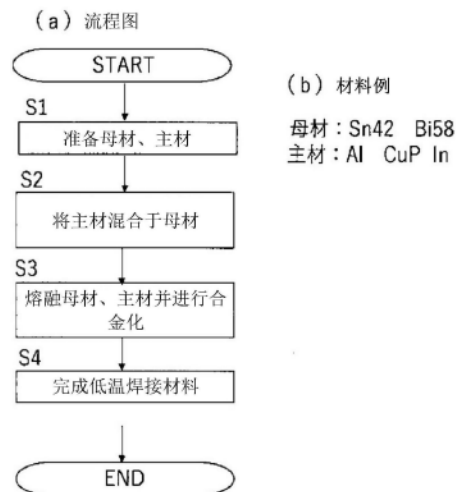 (a) 流程图
START
S1
准备母材、主材
S2
将主材混合于母材
S3
熔融母材、主材并进行合
金化
S4
完成低温焊接材料
END
(b) 材料例
母材：Sn42 Bi58
主材：Al CuP In